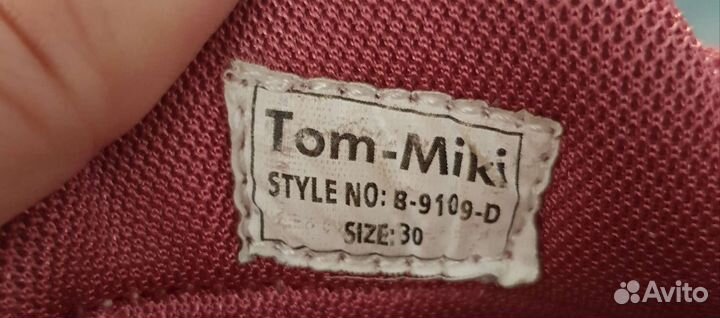 Tom-Miki
STYLE NO: B-9109-D
SIZE: 30
Avito